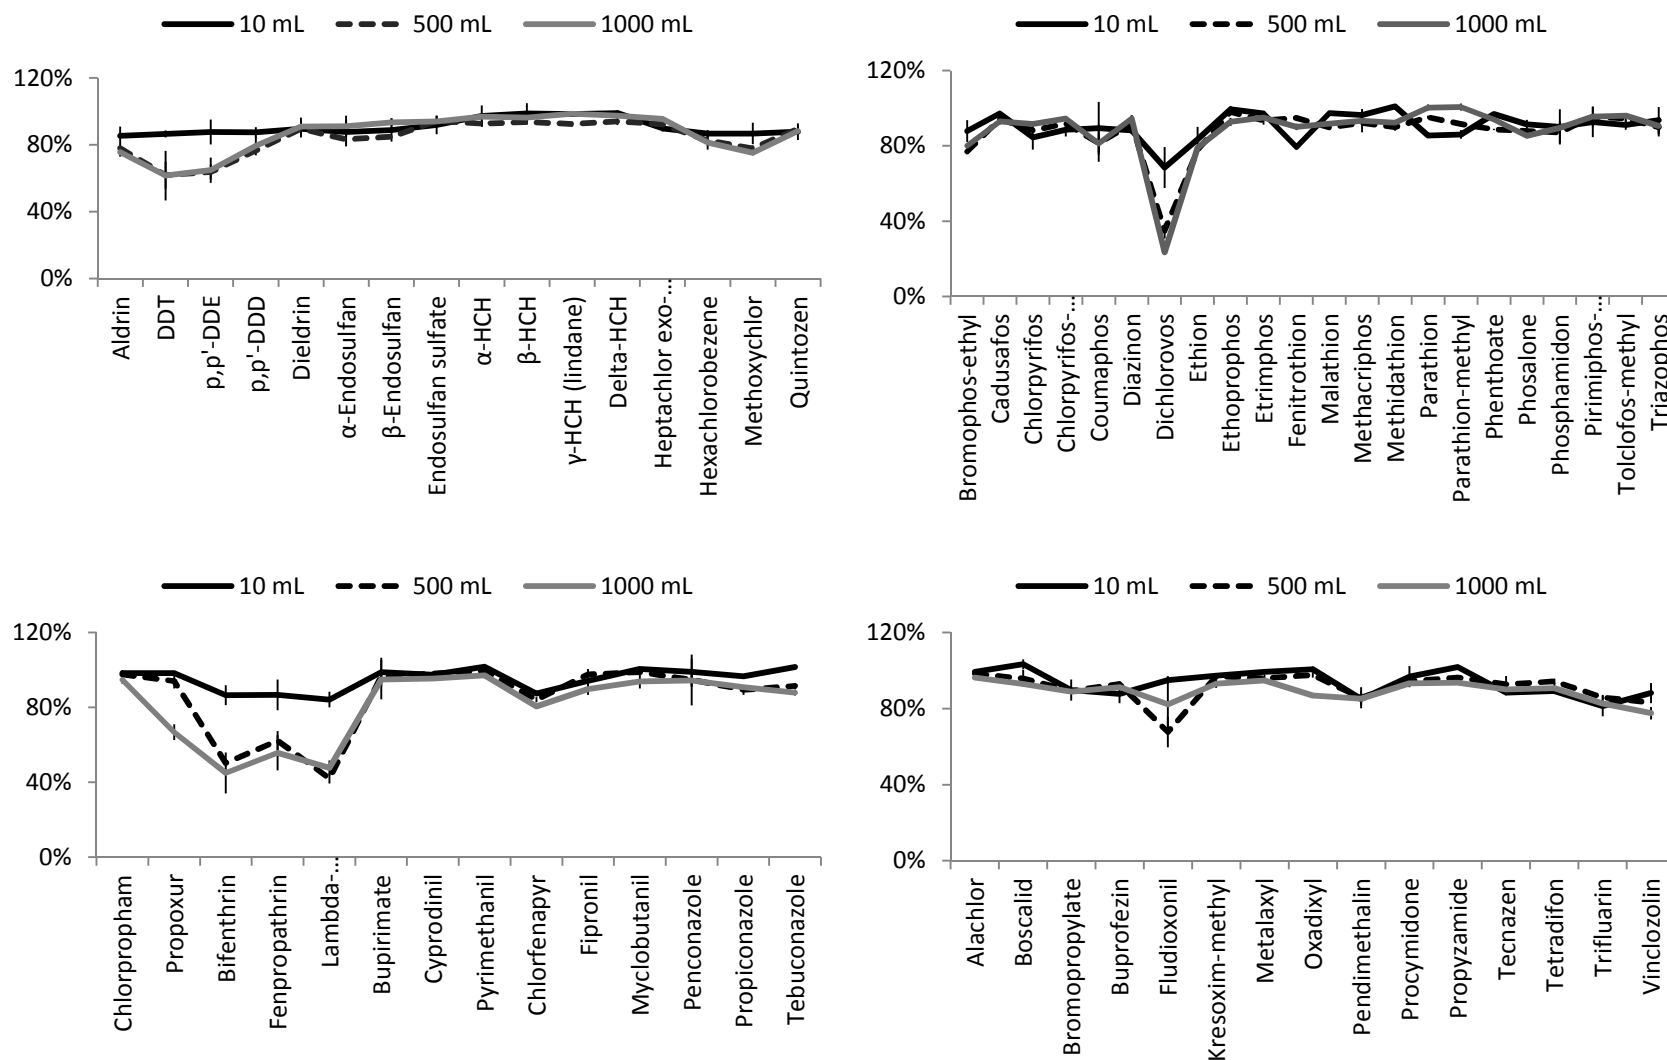 10 mL 500 mL 1000 mL
120%
80%
40%
0%
Aldrin
DDT
p,p'-DDE
p,p'-DDD
Dieldrin
α-Endosulfan
β-Endosulfan
Endosulfan sulfate
α-HCH
β-HCH
γ-HCH (lindane)
Delta-HCH
Heptachlor exo-...
Hexachlorobezene
Methoxychlor
Quintozen
10 mL 500 mL 1000 mL
120%
80%
40%
0%
Bromophos-ethyl
Cadusafos
Chlorpyrifos
Chlorpyrifos-...
Coumaphos
Diazinon
Dichlorovos
Ethion
Ethoprophos
Etrimphos
Fenitrothion
Malathion
Methacriphos
Methidathion
Parathion
Parathion-methyl
Phenthoate
Phosalone
Phosphamidon
Pirimiphos-...
Tolclofos-methyl
Triazophos
10 mL 500 mL 1000 mL
120%
80%
40%
0%
Chlorpropham
Propoxur
Bifenthrin
Fenpropathrin
Lambda-...
Bupirimate
Cyprodinil
Pyrimethanil
Chlorfenapyr
Fipronil
Myclobutanil
Penconazole
Propiconazole
Tebuconazole
10 mL 500 mL 1000 mL
120%
80%
40%
0%
Alachlor
Boscalid
Bromopropylate
Buprofezin
Fludioxonil
Kresoxim-methyl
Metalaxyl
Oxadixyl
Pendimethalin
Procymidone
Propyzamide
Tecnazen
Tetradifon
Trifluarin
Vinclozolin